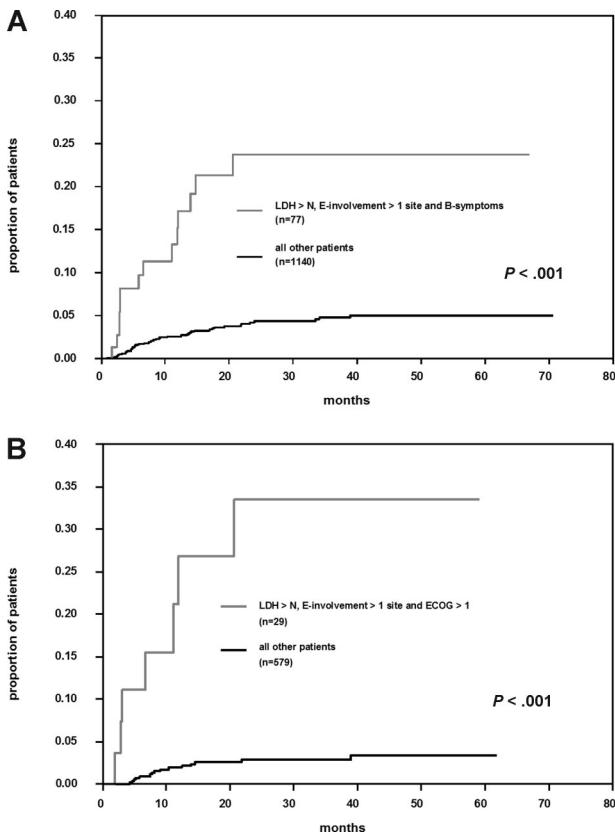 A
0.40
0.35
0.30
0.25
0.20
0.15
0.10
0.05
0.00
proportion of patients
LDH > N, E-involvement > 1 site and B-symptoms
(n=77)
all other patients
(n=1140)
P < .001
0 10 20 30 40 50 60 70 80
months
B
0.40
0.35
0.30
0.25
0.20
0.15
0.10
0.05
0.00
proportion of patients
LDH > N, E-involvement > 1 site and ECOG > 1
(n=29)
all other patients
(n=579)
P < .001
0 10 20 30 40 50 60 70 80
months